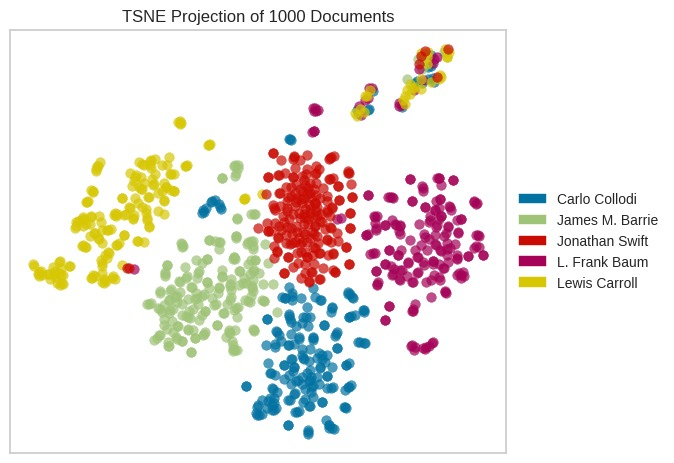 TSNE Projection of 1000 Documents
Carlo Collodi
James M. Barrie
Jonathan Swift
L. Frank Baum
Lewis Carroll